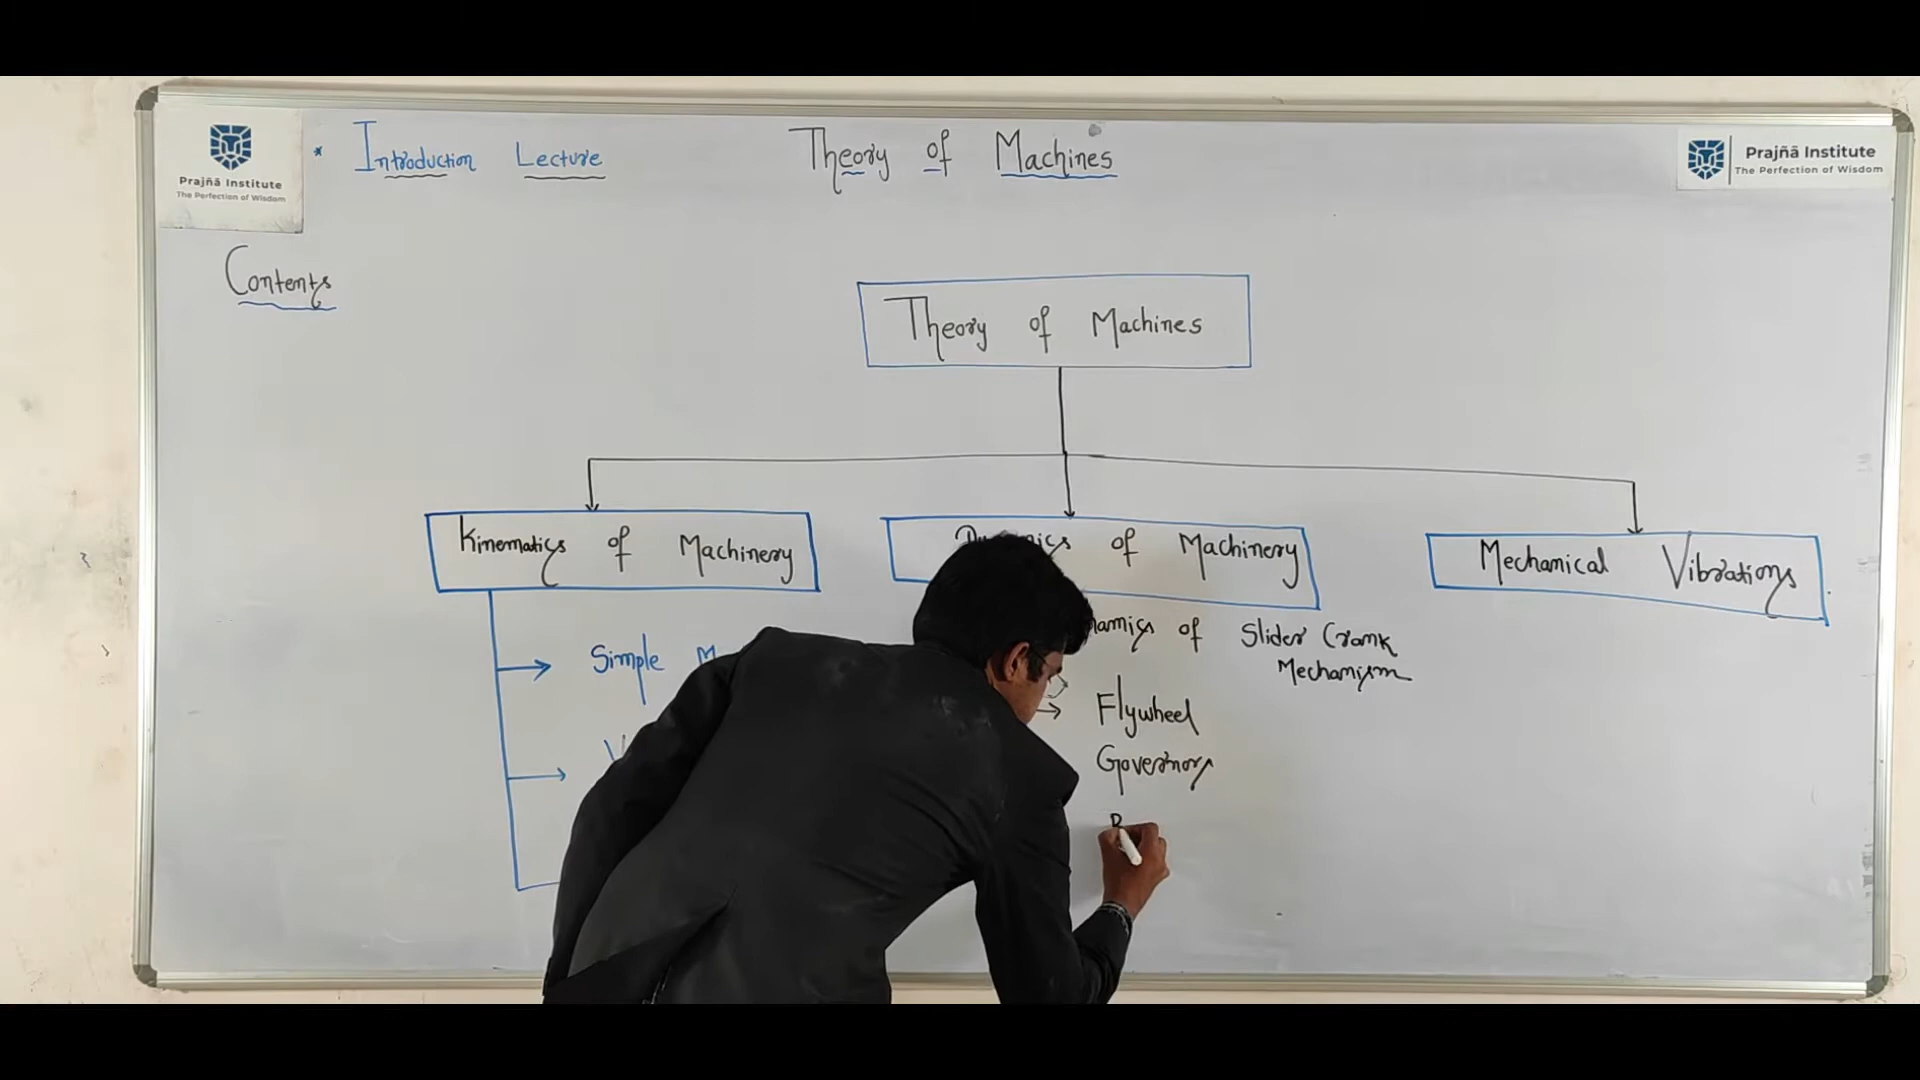 * Introduction Lecture
Theory of Machines
Prajñā Institute
The Perfection of Wisdom
Prajñā Institute
The Perfection of Wisdom
Contents
Theory of Machines
Kinematics of Machinery
of Machinery
Mechanical Vibrations
Simple
of Slider Crank
Mechanism
Flywheel
Governors